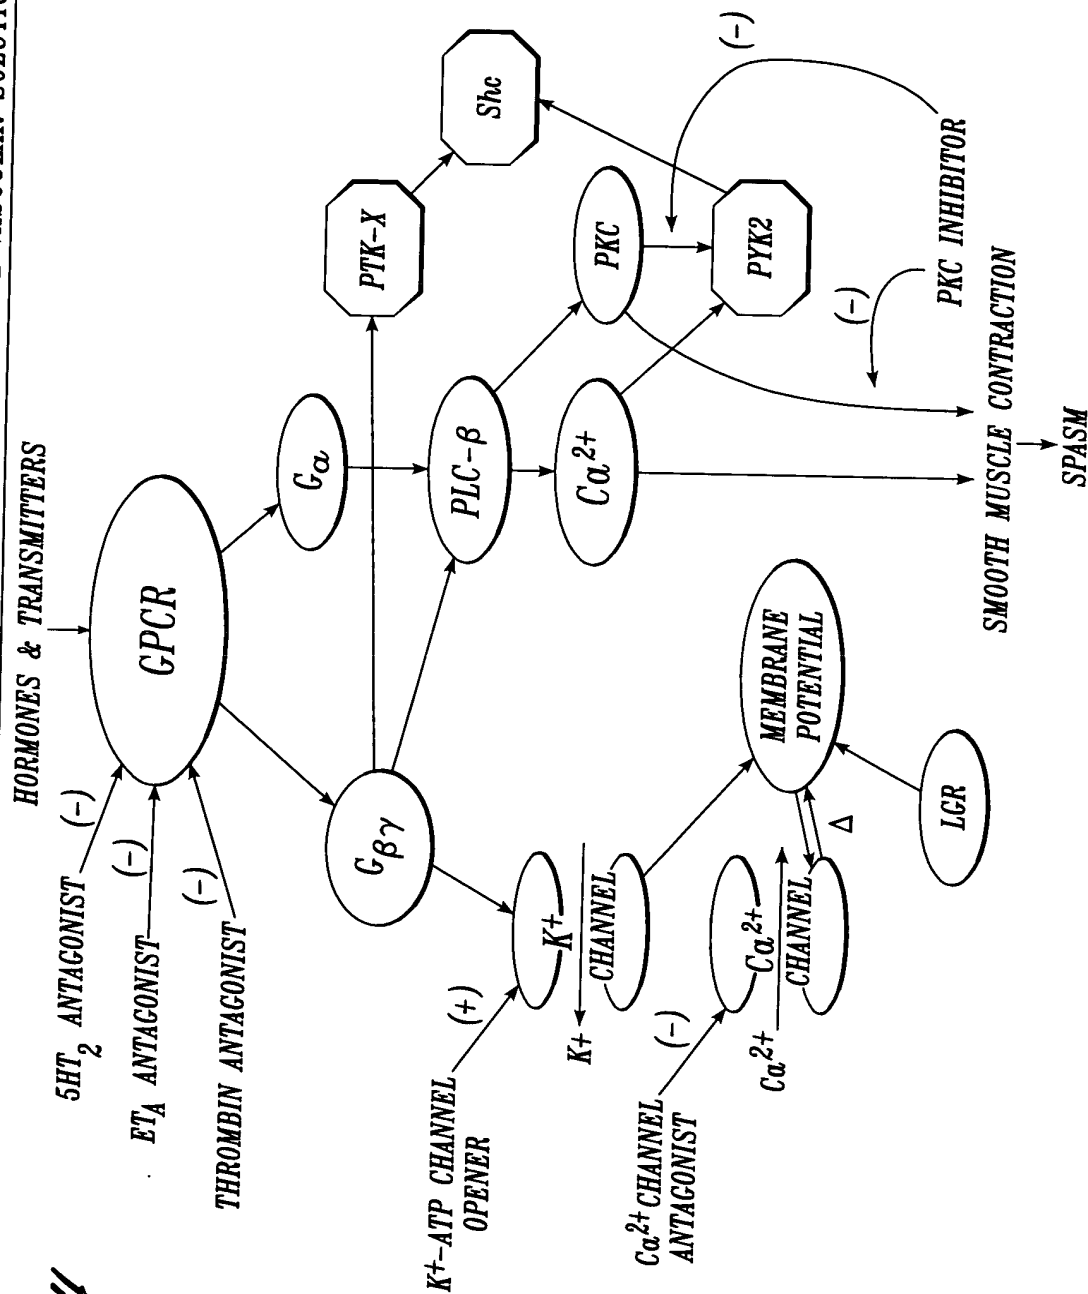 HORMONES & TRANSMITTERS
5HT2 ANTAGONIST
(-)
ETA ANTAGONIST
(-)
THROMBIN ANTAGONIST
(-)
GPCR
Gα
Gβγ
PTK-X
Shc
PLC-β
PKC
Ca2+
PYK2
(-)
(-)
PKC INHIBITOR
K+-ATP CHANNEL
OPENER
(+)
K+
CHANNEL
K+
Ca2+ CHANNEL
ANTAGONIST
(-)
Ca2+
CHANNEL
Ca2+
Δ
MEMBRANE
POTENTIAL
LGR
SMOOTH MUSCLE CONTRACTION
SPASM